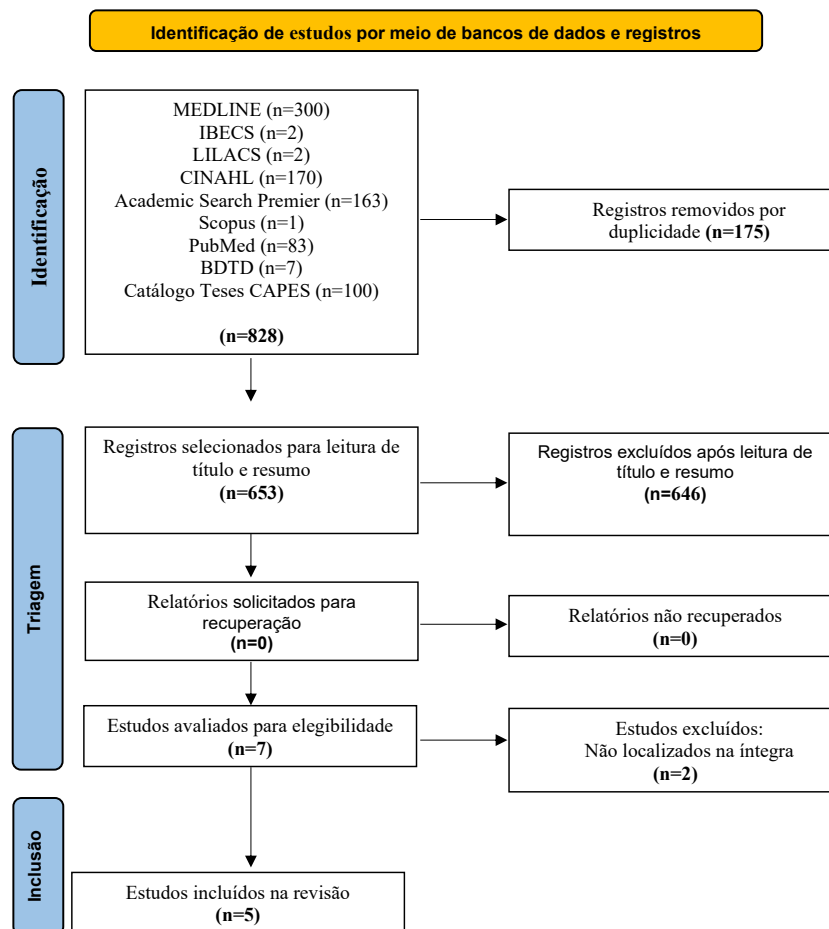 Identificação de estudos por meio de bancos de dados e registros
Identificação
MEDLINE (n=300)
IBECS (n=2)
LILACS (n=2)
CINAHL (n=170)
Academic Search Premier (n=163)
Scopus (n=1)
PubMed (n=83)
BDTD (n=7)
Catálogo Teses CAPES (n=100)
(n=828)
Registros removidos por
duplicidade (n=175)
Triagem
Registros selecionados para leitura de
título e resumo
(n=653)
Registros excluídos após leitura de
título e resumo
(n=646)
Relatórios solicitados para
recuperação
(n=0)
Relatórios não recuperados
(n=0)
Estudos avaliados para elegibilidade
(n=7)
Estudos excluídos:
Não localizados na íntegra
(n=2)
Inclusão
Estudos incluídos na revisão
(n=5)